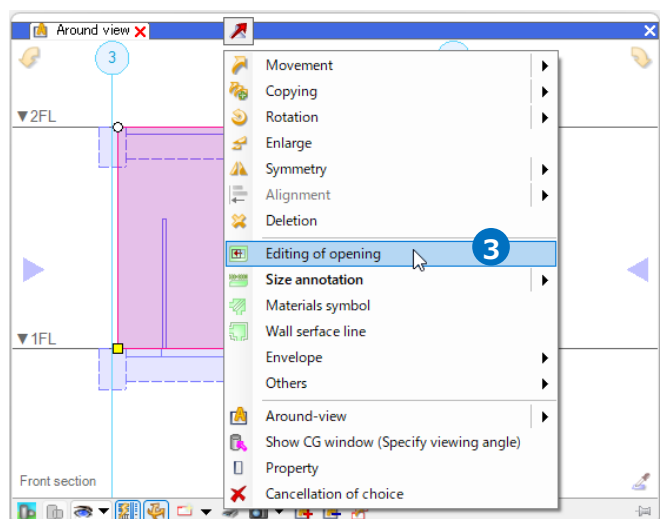 Around view
3
Movement
Copying
▼2FL
Rotation
Enlarge
Symmetry
Alignment
Deletion
Editing of opening
3
Size annotation
Materials symbol
▼1FL
Wall serface line
Envelope
Others
Around-view
Show CG window (Specify viewing angle)
Property
Front section
Cancellation of choice